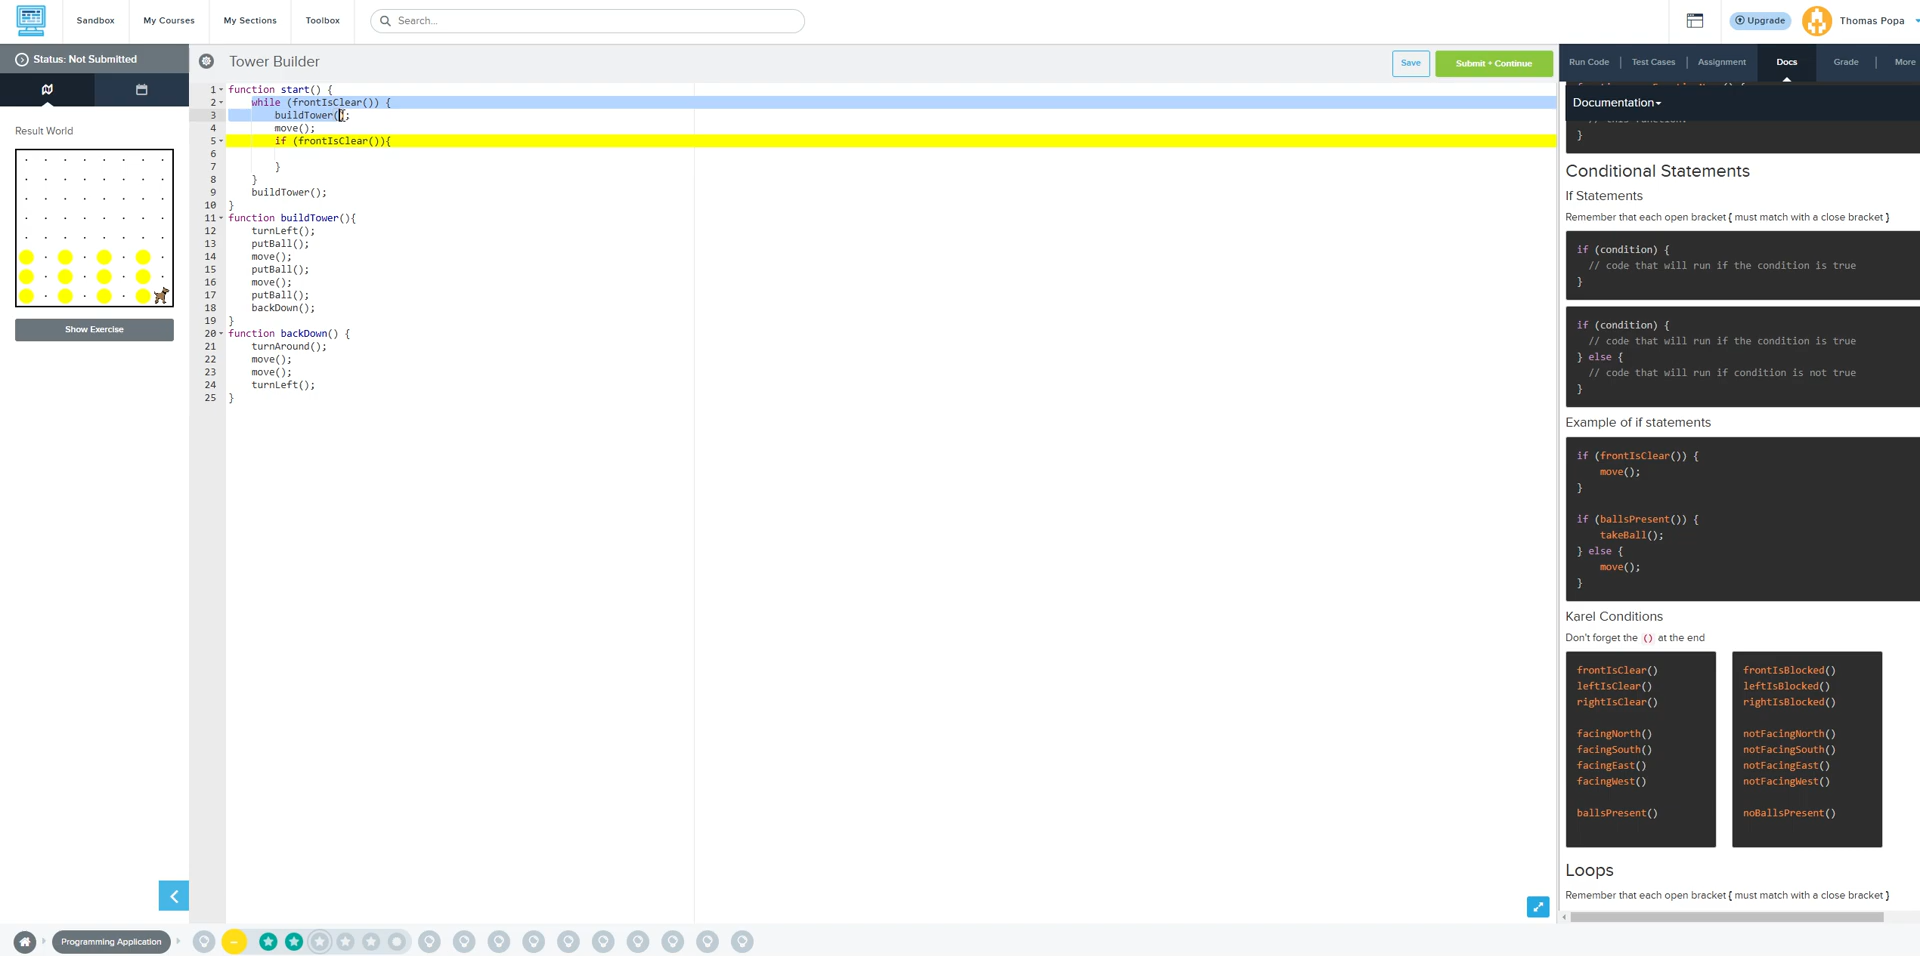 Sandbox
My Courses
My Sections
Toolbox
Search...
Upgrade
Thomas Popa
Status: Not Submitted
Result World
Show Exercise
Tower Builder
Save
Submit + Continue
1 function start() {
2 while (frontIsClear()) {
3 buildTower();
4 move();
5 if (frontIsClear()){
6
7 }
8 }
9 buildTower();
10 }
11 function buildTower(){
12 turnLeft();
13 putBall();
14 move();
15 putBall();
16 move();
17 putBall();
18 backDown();
19 }
20 function backDown() {
21 turnAround();
22 move();
23 move();
24 turnLeft();
25 }
Run Code
Test Cases
Assignment
Docs
Grade
More
Documentation
}
Conditional Statements
If Statements
Remember that each open bracket { must match with a close bracket }
if (condition) {
// code that will run if the condition is true
}
if (condition) {
// code that will run if the condition is true
} else {
// code that will run if condition is not true
}
Example of if statements
if (frontIsClear()) {
move();
}
if (ballsPresent()) {
takeBall();
} else {
move();
}
Karel Conditions
Don't forget the () at the end
frontIsClear()
leftIsClear()
rightIsClear()
facingNorth()
facingSouth()
facingEast()
facingWest()
ballsPresent()
frontIsBlocked()
leftIsBlocked()
rightIsBlocked()
notFacingNorth()
notFacingSouth()
notFacingEast()
notFacingWest()
noBallsPresent()
Loops
Remember that each open bracket { must match with a close bracket }
Programming Application